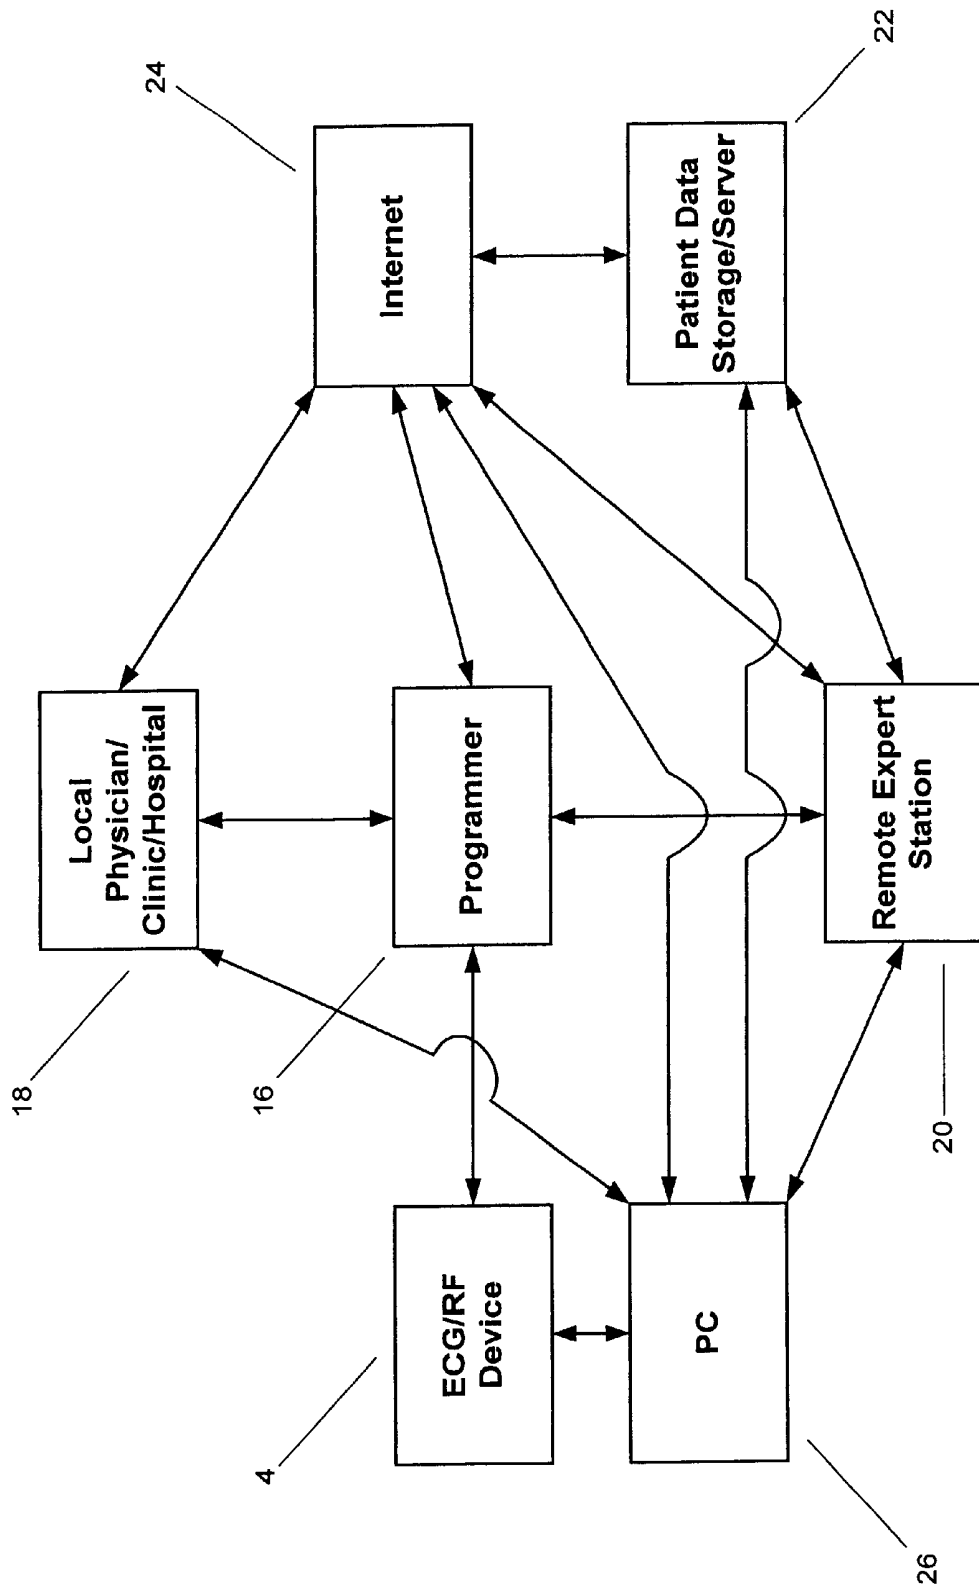 18
Local
Physician/
Clinic/Hospital
24
Internet
4
ECG/RF
Device
16
Programmer
22
Patient Data
Storage/Server
26
PC
20
Remote Expert
Station